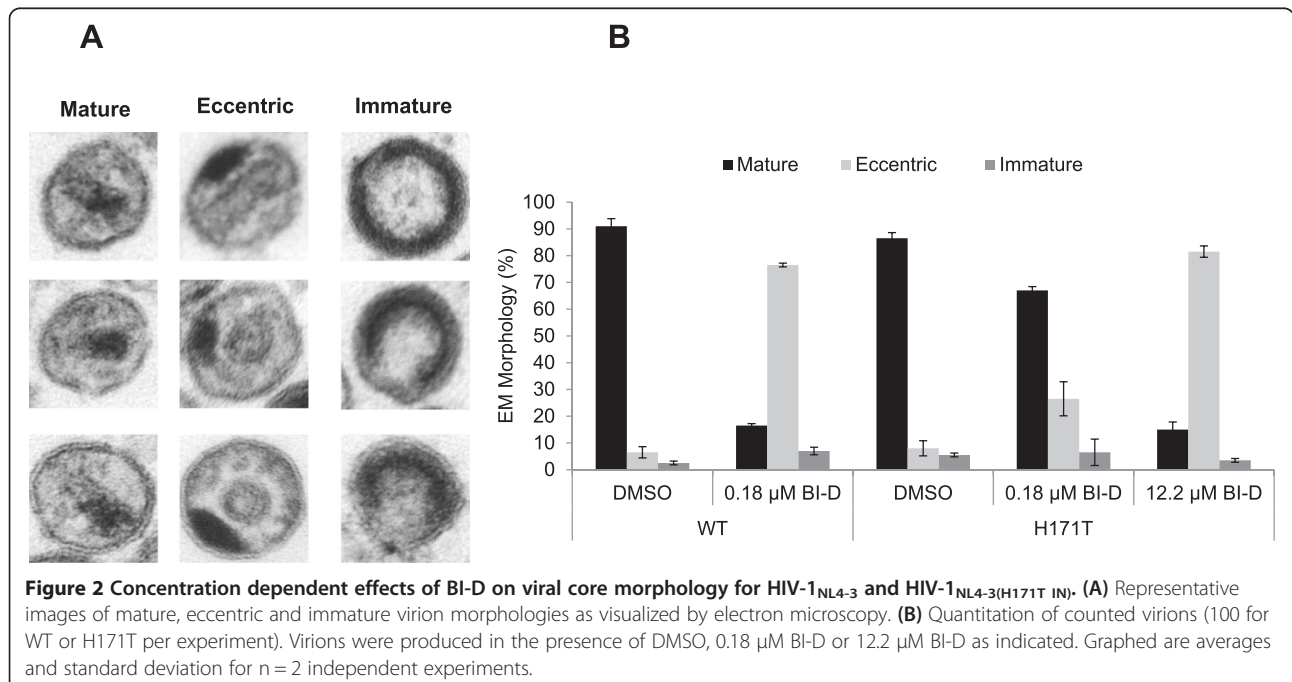 A
B
Mature
Eccentric
Immature
Mature
Eccentric
Immature
EM Morphology (%)
100
90
80
70
60
50
40
30
20
10
0
DMSO
0.18 µM BI-D
DMSO
0.18 µM BI-D
12.2 µM BI-D
WT
H171T
Figure 2 Concentration dependent effects of BI-D on viral core morphology for HIV-1NL4-3 and HIV-1NL4-3(H171T IN). (A) Representative
images of mature, eccentric and immature virion morphologies as visualized by electron microscopy. (B) Quantitation of counted virions (100 for
WT or H171T per experiment). Virions were produced in the presence of DMSO, 0.18 µM BI-D or 12.2 µM BI-D as indicated. Graphed are averages
and standard deviation for n = 2 independent experiments.